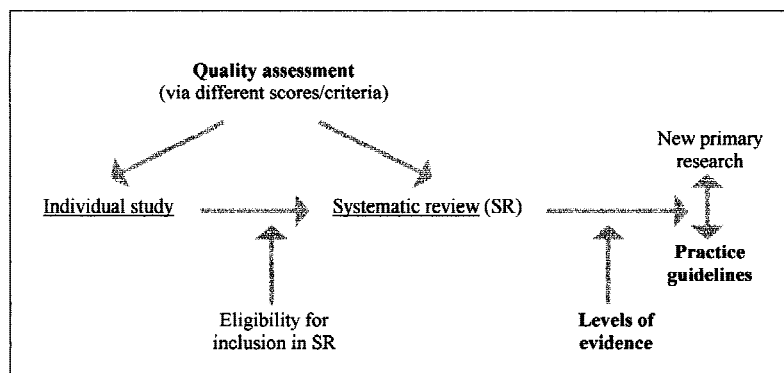 Quality assessment
(via different scores/criteria)
New primary
research
Individual study
Systematic review (SR)
Practice
guidelines
Eligibility for
inclusion in SR
Levels of
evidence